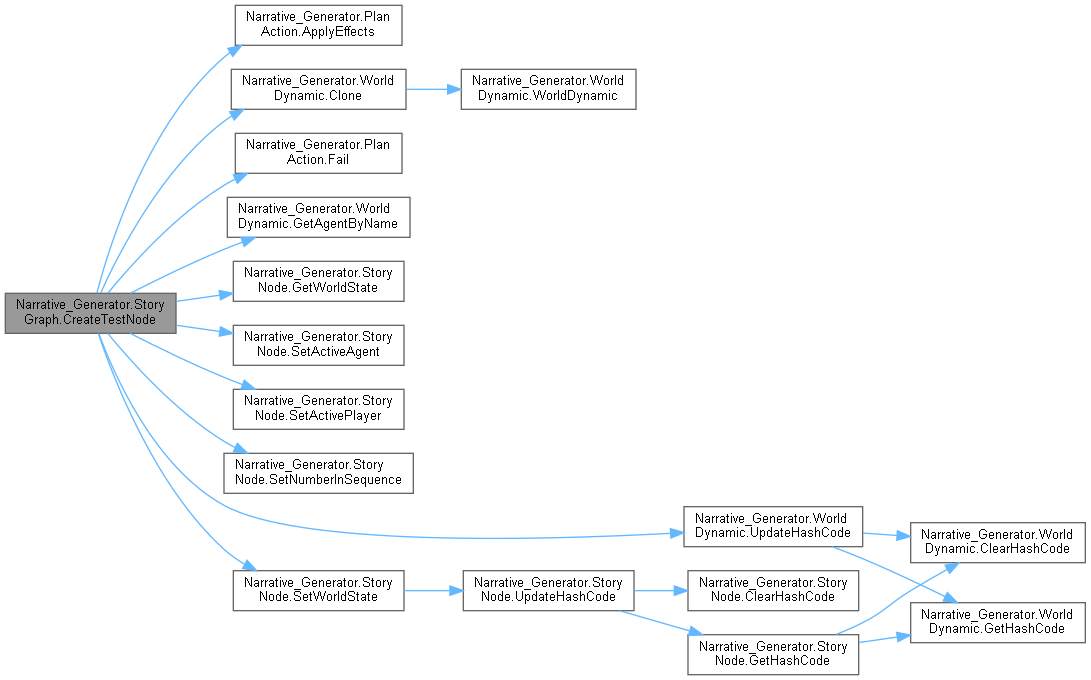 Narrative_Generator.Plan
Action.ApplyEffects
Narrative_Generator.World
Dynamic.Clone
Narrative_Generator.World
Dynamic.WorldDynamic
Narrative_Generator.Plan
Action.Fail
Narrative_Generator.World
Dynamic.GetAgentByName
Narrative_Generator.Story
Node.GetWorldState
Narrative_Generator.Story
Graph.CreateTestNode
Narrative_Generator.Story
Node.SetActiveAgent
Narrative_Generator.Story
Node.SetActivePlayer
Narrative_Generator.Story
Node.SetNumberInSequence
Narrative_Generator.World
Dynamic.UpdateHashCode
Narrative_Generator.World
Dynamic.ClearHashCode
Narrative_Generator.Story
Node.SetWorldState
Narrative_Generator.Story
Node.UpdateHashCode
Narrative_Generator.Story
Node.ClearHashCode
Narrative_Generator.World
Dynamic.GetHashCode
Narrative_Generator.Story
Node.GetHashCode